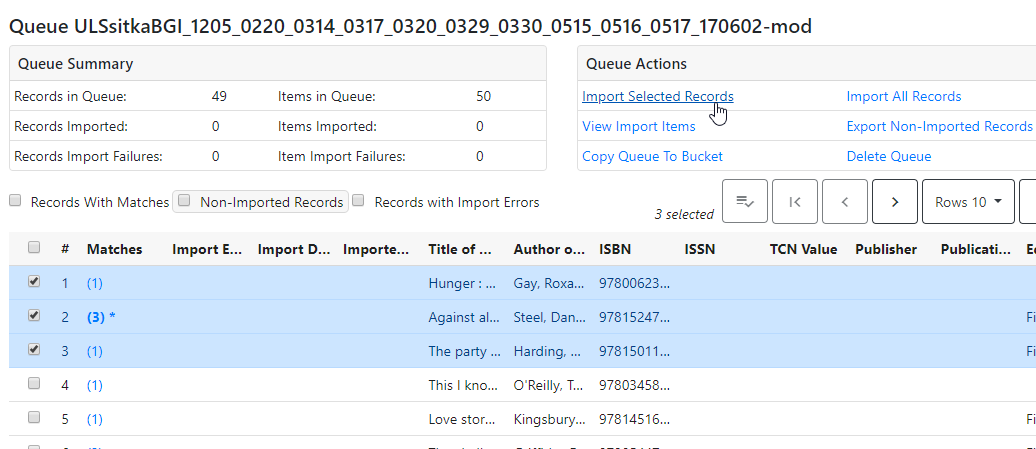 Queue ULSsitkaBGI_1205_0220_0314_0317_0320_0329_0330_0515_0516_0517_170602-mod
Queue Summary
Records in Queue: 49 Items in Queue: 50
Records Imported: 0 Items Imported: 0
Records Import Failures: 0 Item Import Failures: 0
Queue Actions
Import Selected Records Import All Records
View Import Items Export Non-Imported Records
Copy Queue To Bucket Delete Queue
Records With Matches Non-Imported Records Records with Import Errors
3 selected Rows 10
# Matches Import E... Import D... Importe... Title of ... Author o... ISBN ISSN TCN Value Publisher Publicati...
1 (1) Hunger : ... Gay, Roxa... 97800623...
2 (3) * Against al... Steel, Dan... 97815247... Fi
3 (1) The party ... Harding, ... 97815011...
4 (1) This I kno... O'Reilly, T... 97803458...
5 (1) Love stor... Kingsbury... 97814516... Fi